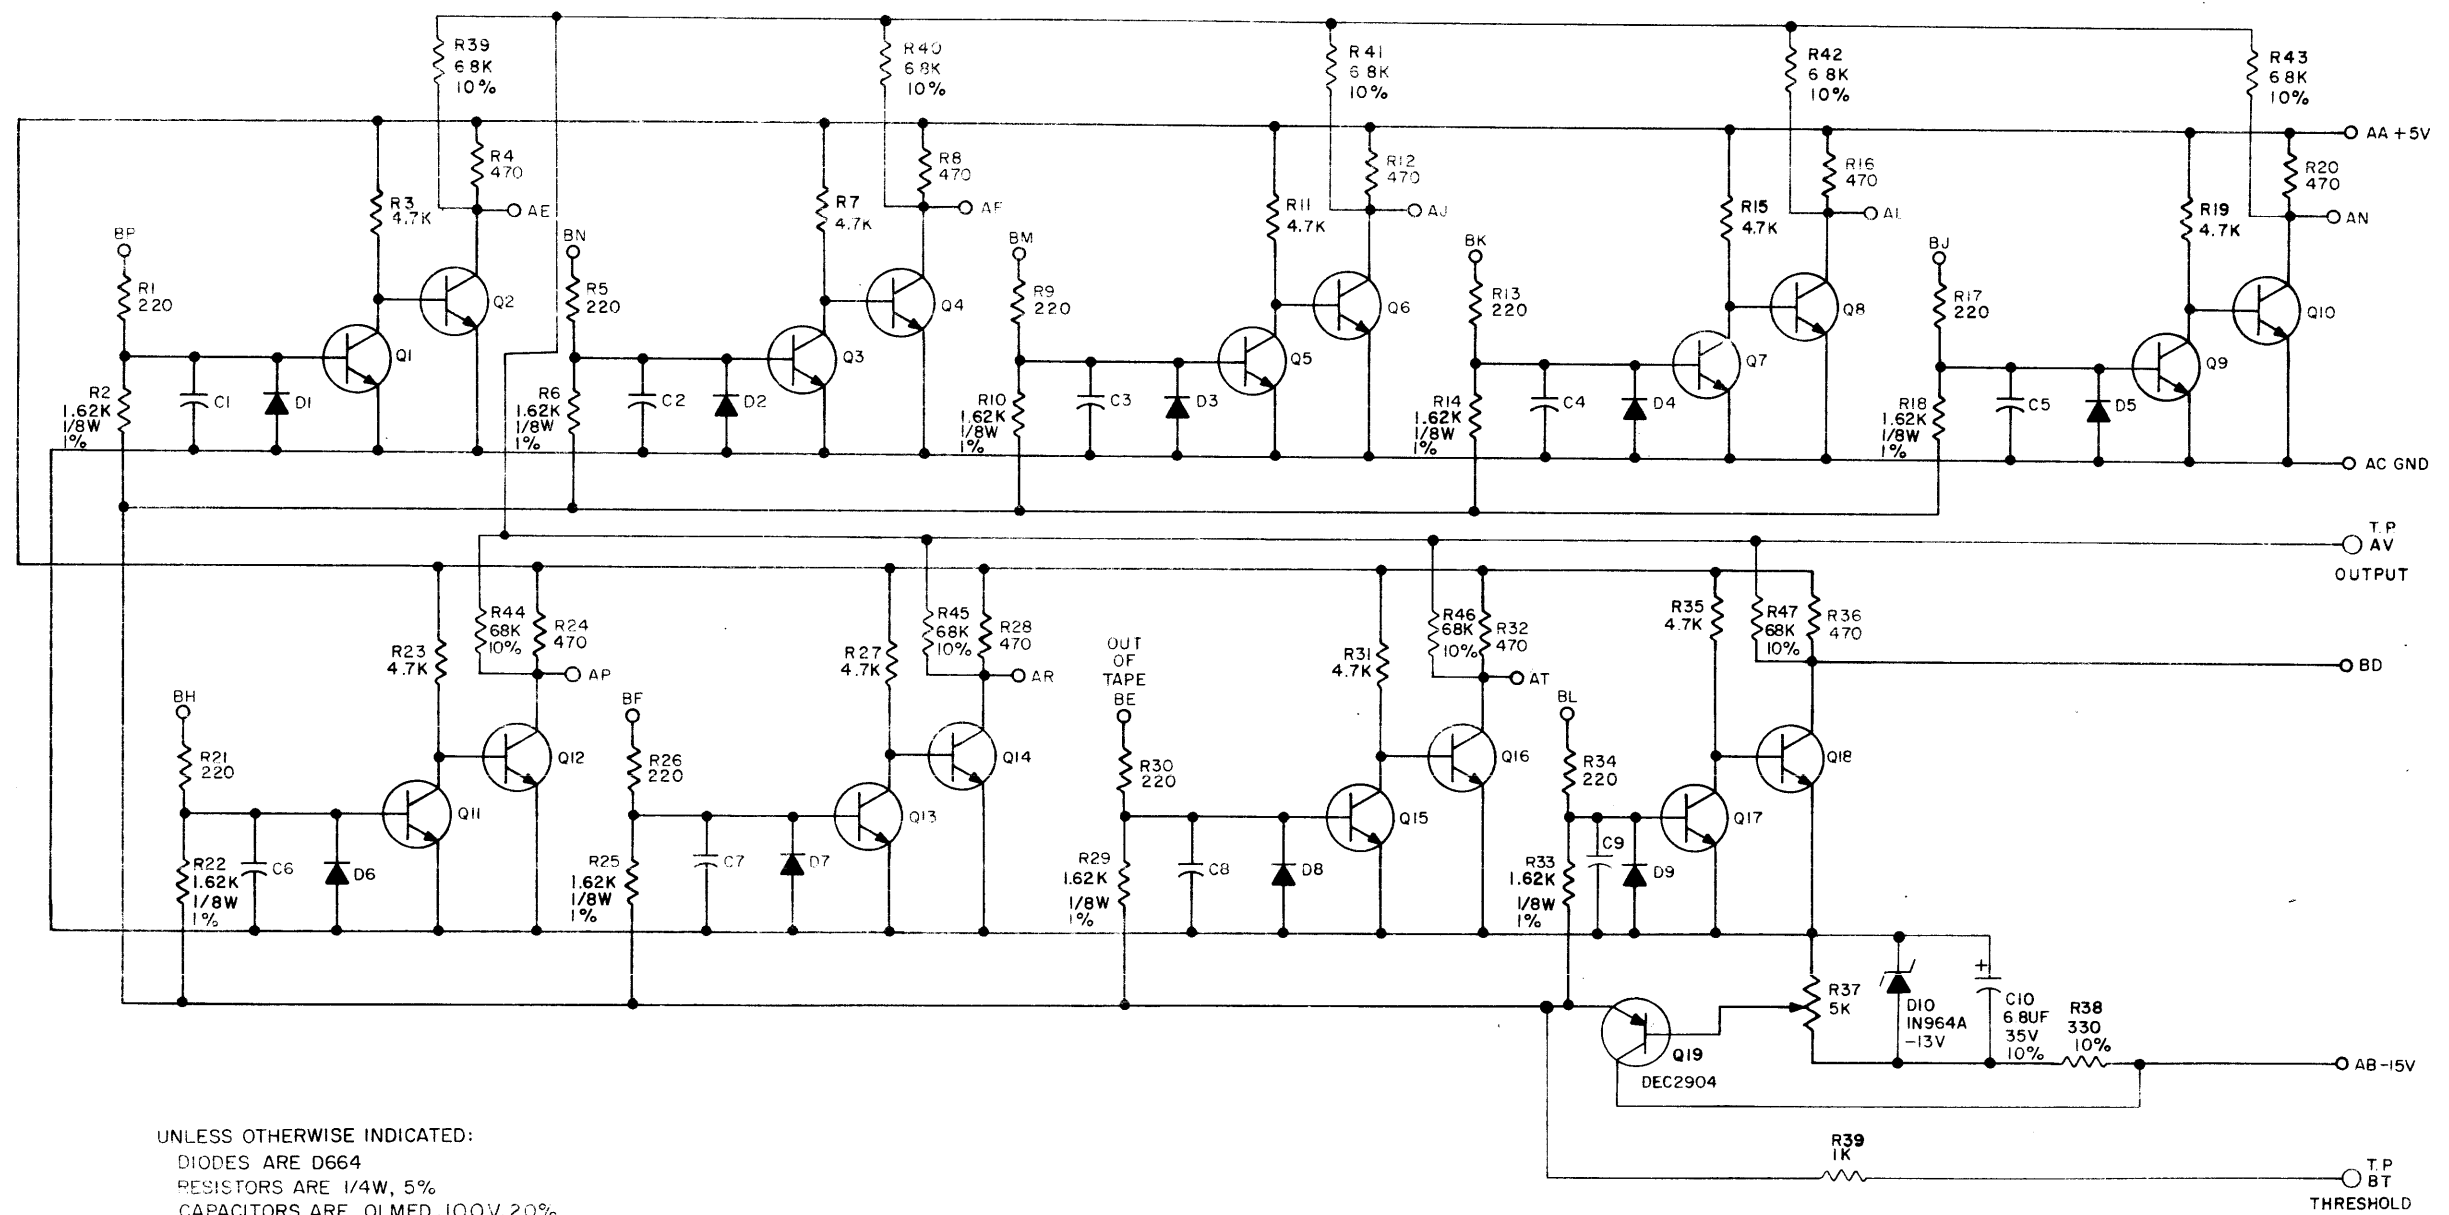 R39
68K
10%
R40
68K
10%
R41
68K
10%
R42
68K
10%
R43
68K
10%
AA +5V
R4
470
R8
470
R12
470
R16
470
R20
470
R3
4.7K
R7
4.7K
R11
4.7K
R15
4.7K
R19
4.7K
AE
AF
AJ
AL
AN
BP
BN
BM
BK
BJ
R1
220
R5
220
R9
220
R13
220
R17
220
Q2
Q4
Q6
Q8
Q10
Q1
Q3
Q5
Q7
Q9
R2
1.62K
1/8W
1%
C1
D1
R6
1.62K
1/8W
1%
C2
D2
R10
1.62K
1/8W
1%
C3
D3
R14
1.62K
1/8W
1%
C4
D4
R18
1.62K
1/8W
1%
C5
D5
AC GND
T.P
AV
OUTPUT
R44
68K
10%
R24
470
R45
68K
10%
R28
470
R46
68K
10%
R32
470
R35
4.7K
R47
68K
10%
R36
470
R23
4.7K
R27
4.7K
R31
4.7K
OUT
OF
TAPE
BE
AP
AR
AT
BD
BH
BF
BL
R21
220
R26
220
R30
220
R34
220
Q12
Q14
Q16
Q18
Q11
Q13
Q15
Q17
R22
1.62K
1/8W
1%
C6
D6
R25
1.62K
1/8W
1%
C7
D7
R29
1.62K
1/8W
1%
C8
D8
R33
1.62K
1/8W
1%
C9
D9
R37
5K
D10
IN964A
-13V
+
C10
6.8UF
35V
10%
R38
330
10%
Q19
DEC2904
AB -15V
R39
1K
T.P
BT
THRESHOLD
UNLESS OTHERWISE INDICATED:
DIODES ARE D664
RESISTORS ARE 1/4W, 5%
CAPACITORS ARE .01MFD, 100V, 20%